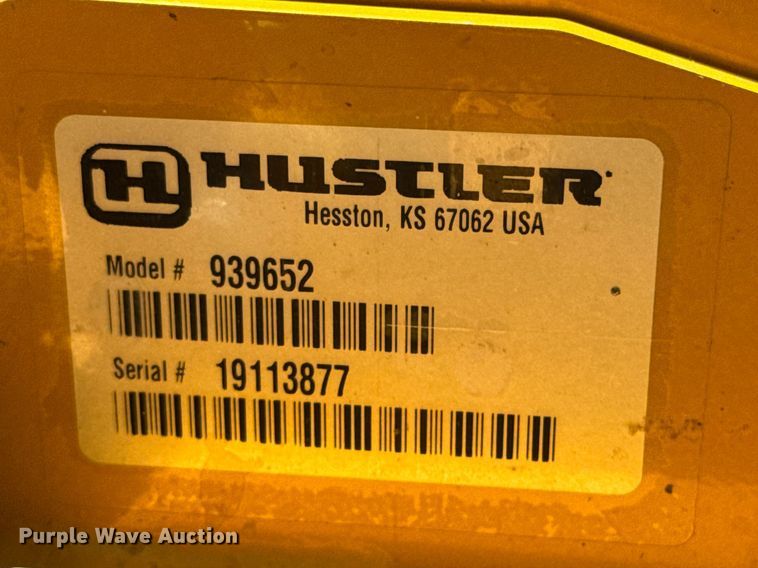 H HUSTLER
Hesston, KS 67062 USA
Model # 939652
Serial # 19113877
Purple Wave Auction